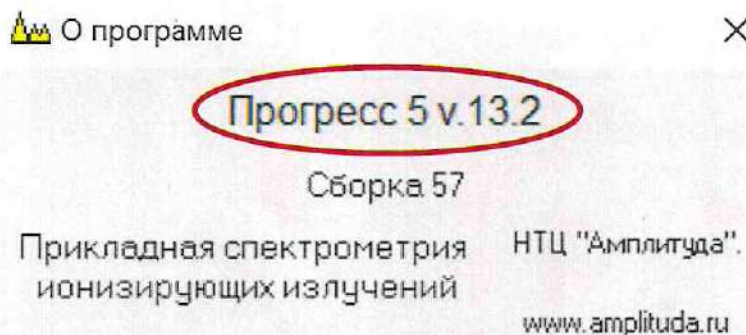 О программе
Прогресс 5 v.13.2
Сборка 57
Прикладная спектрометрия
ионизирующих излучений
НТЦ "Амплитуда".
www.amplituda.ru